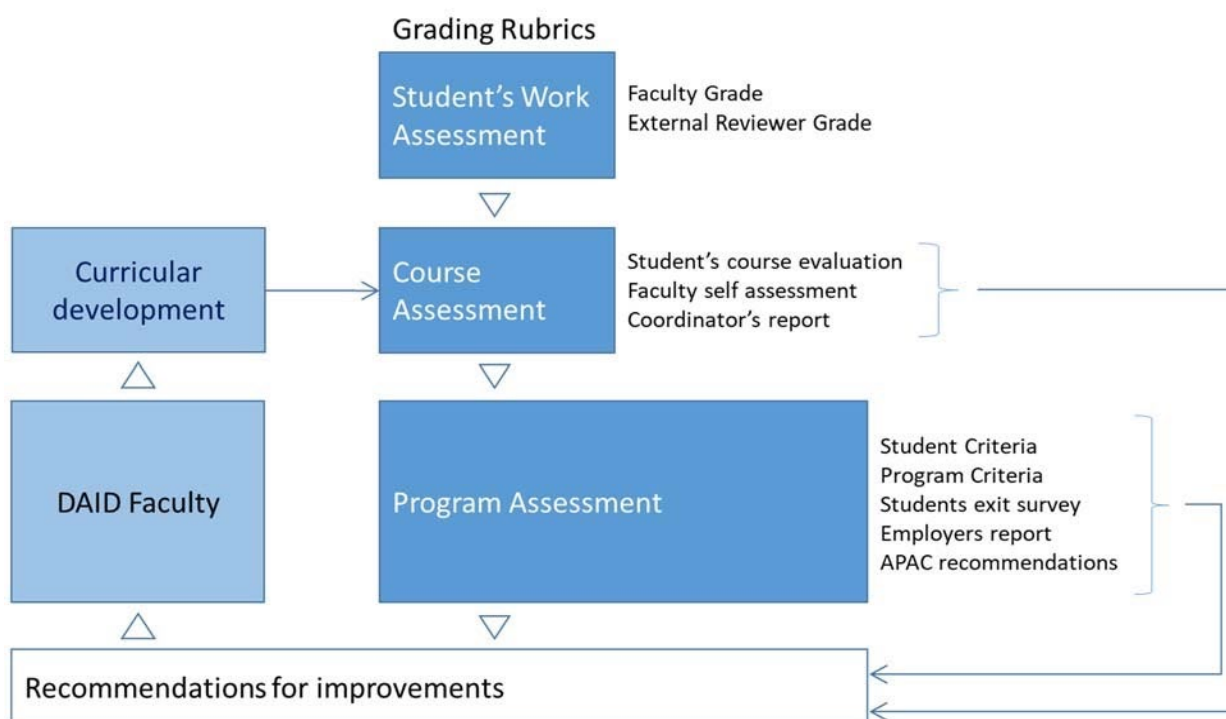 Grading Rubrics
Student's Work
Assessment
Faculty Grade
External Reviewer Grade
Curricular
development
Course
Assessment
Student's course evaluation
Faculty self assessment
Coordinator's report
DAID Faculty
Program Assessment
Student Criteria
Program Criteria
Students exit survey
Employers report
APAC recommendations
Recommendations for improvements